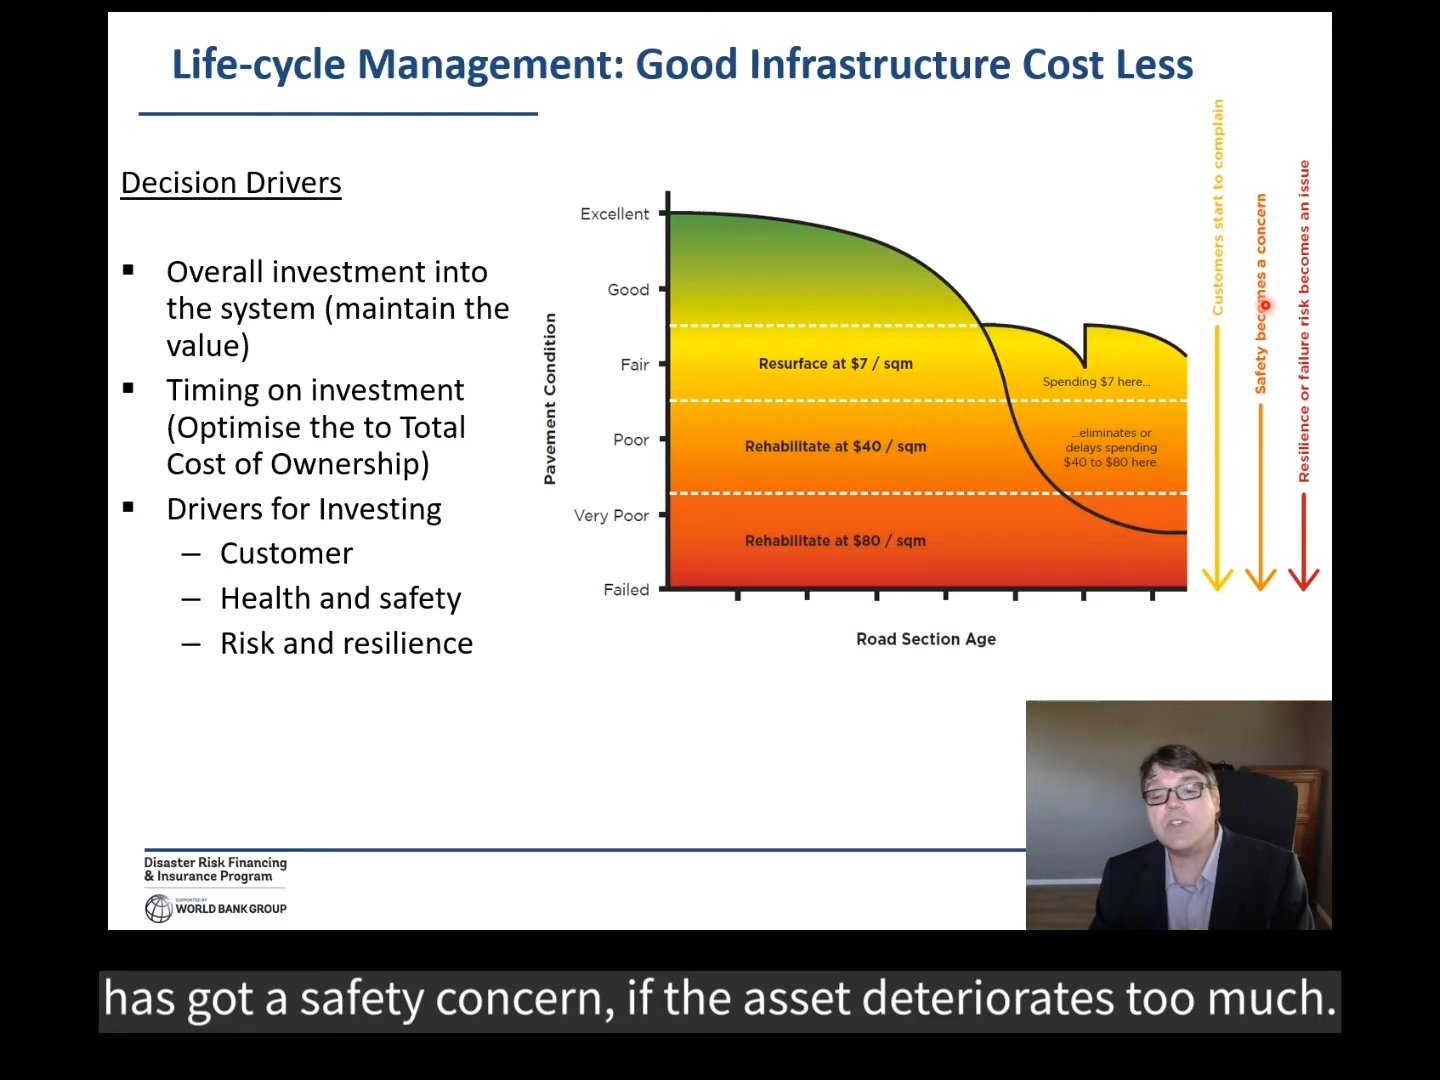 Life-cycle Management: Good Infrastructure Cost Less
Decision Drivers
▪ Overall investment into
the system (maintain the
value)
▪ Timing on investment
(Optimise the to Total
Cost of Ownership)
▪ Drivers for Investing
– Customer
– Health and safety
– Risk and resilience
Pavement Condition
Excellent
Good
Fair
Poor
Very Poor
Failed
Resurface at $7 / sqm
Rehabilitate at $40 / sqm
Rehabilitate at $80 / sqm
Spending $7 here...
...eliminates or
delays spending
$40 to $80 here.
Road Section Age
Customers start to complain
Safety becomes a concern
Resilience or failure risk becomes an issue
Disaster Risk Financing
& Insurance Program
SUPPORTED BY
WORLD BANK GROUP
has got a safety concern, if the asset deteriorates too much.